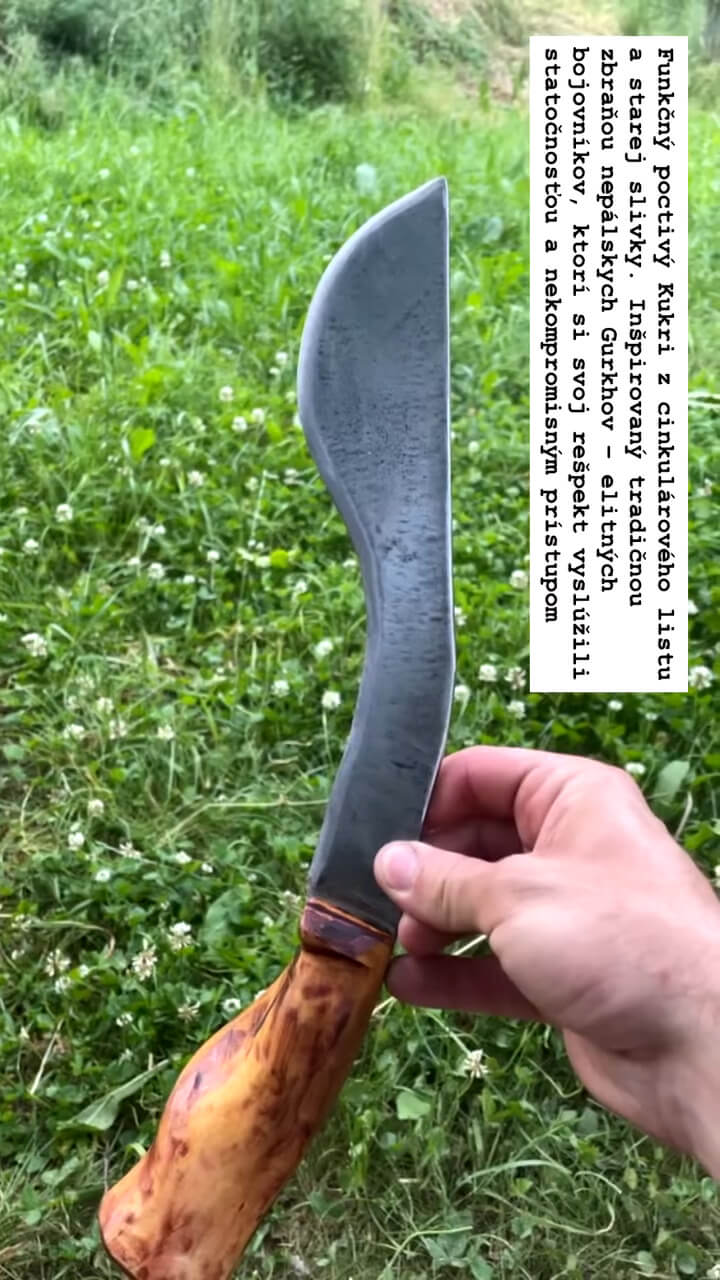 Funkčný poctivý Kukri z cinkulárového listu
a starej slivky. Inšpirovaný tradičnou
zbraňou nepálskych Gurkhov – elitných
bojovníkov, ktorí si svoj rešpekt vyslúžili
statočnosťou a nekompromisným prístupom